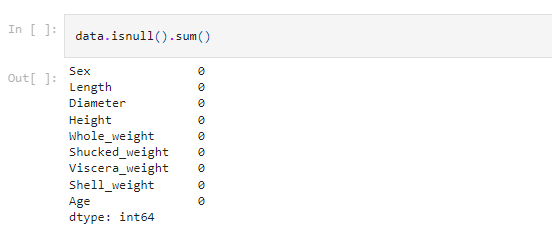 In [ ]: data.isnull().sum()
Out[ ]: Sex 0
Length 0
Diameter 0
Height 0
Whole_weight 0
Shucked_weight 0
Viscera_weight 0
Shell_weight 0
Age 0
dtype: int64